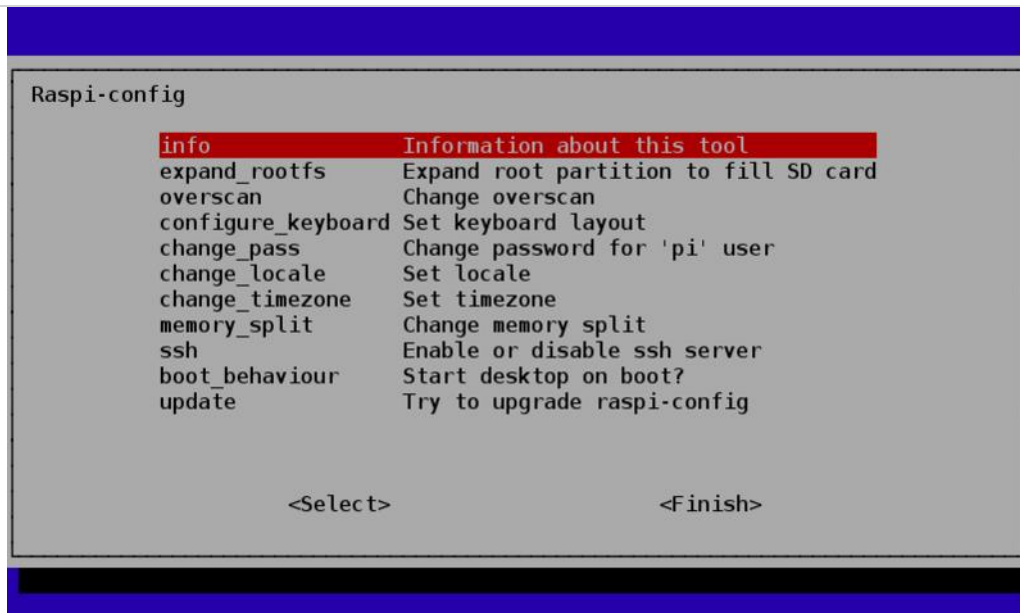 Raspi-config
info Information about this tool
expand_rootfs Expand root partition to fill SD card
overscan Change overscan
configure_keyboard Set keyboard layout
change_pass Change password for 'pi' user
change_locale Set locale
change_timezone Set timezone
memory_split Change memory split
ssh Enable or disable ssh server
boot_behaviour Start desktop on boot?
update Try to upgrade raspi-config
<Select> <Finish>